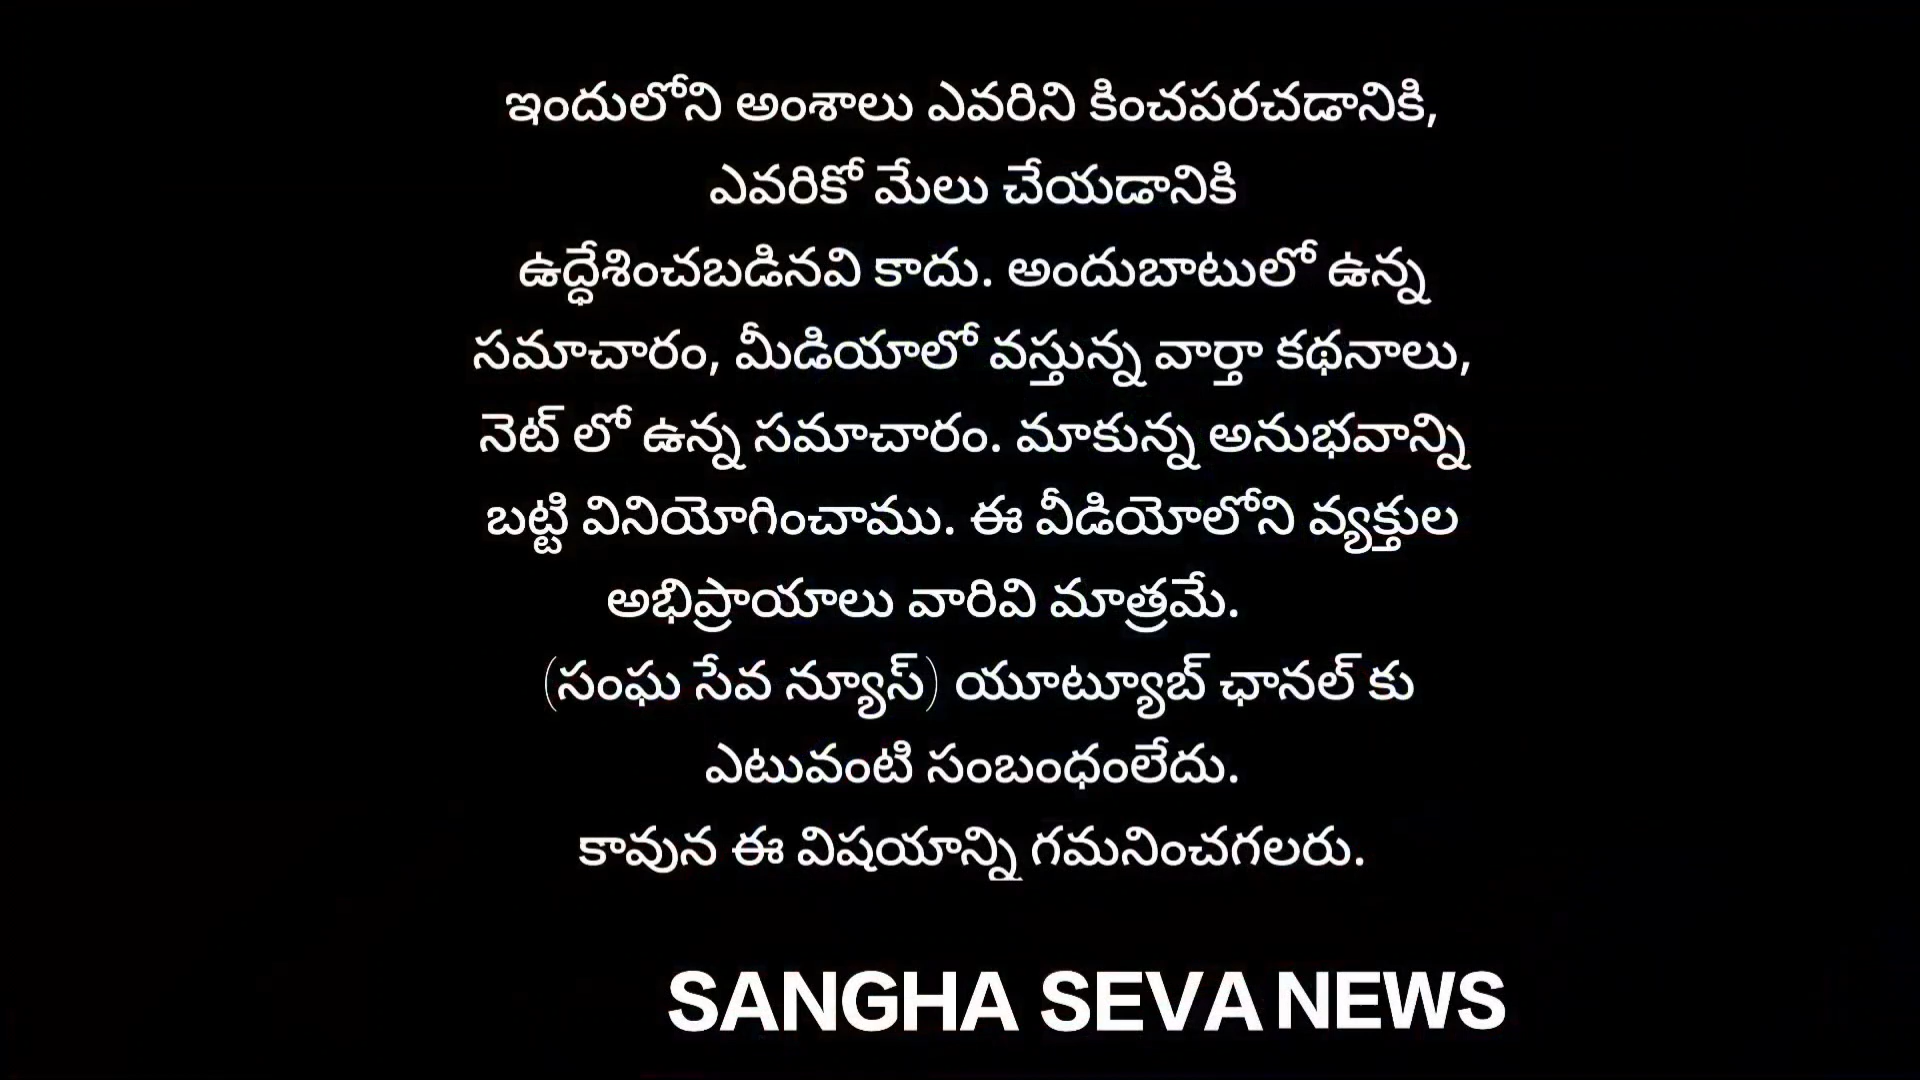 ఇందులోని అంశాలు ఎవరిని కించపరచడానికి,
ఎవరికో మేలు చేయడానికి
ఉద్ధేశించబడినవి కాదు. అందుబాటులో ఉన్న
సమాచారం, మీడియాలో వస్తున్న వార్తా కథనాలు,
నెట్ లో ఉన్న సమాచారం. మాకున్న అనుభవాన్ని
బట్టి వినియోగించాము. ఈ వీడియోలోని వ్యక్తుల
అభిప్రాయాలు వారివి మాత్రమే.
(సంఘ సేవ న్యూస్) యూట్యూబ్ ఛానల్ కు
ఎటువంటి సంబంధంలేదు.
కావున ఈ విషయాన్ని గమనించగలరు.
SANGHA SEVA NEWS